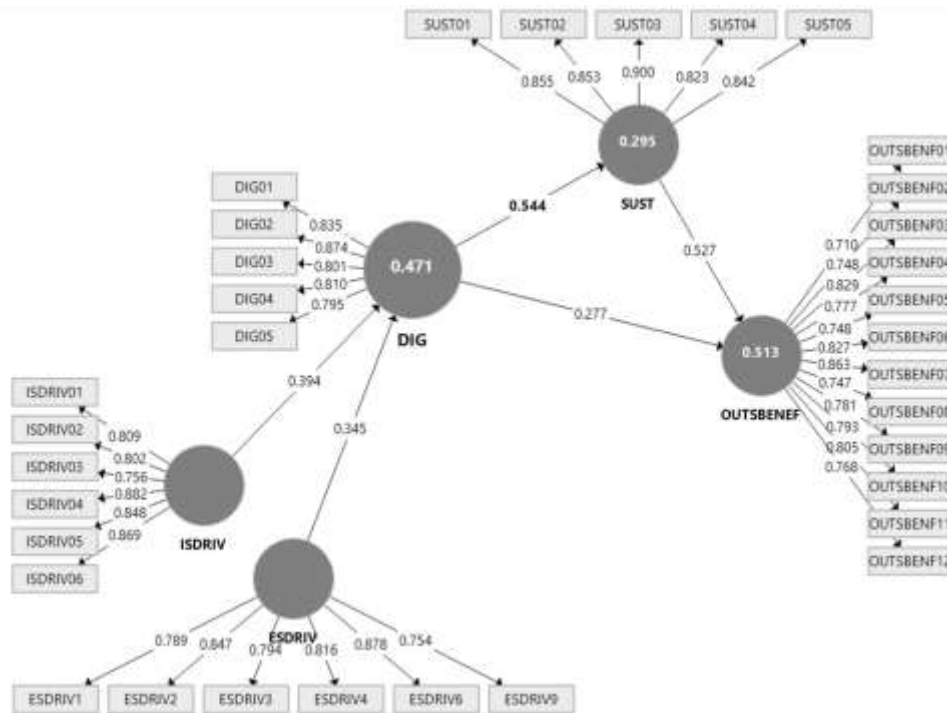 SUST01 SUST02 SUST03 SUST04 SUST05
0.855 0.853 0.900 0.823 0.842
0.295
SUST
DIG01
DIG02
DIG03
DIG04
DIG05
0.835
0.874
0.801
0.810
0.795
0.471
DIG
0.544
0.527
0.277
0.394
0.345
OUTSBENF01
OUTSBENF02
OUTSBENF03
OUTSBENF04
OUTSBENF05
OUTSBENF06
OUTSBENF07
OUTSBENF08
OUTSBENF09
OUTSBENF10
OUTSBENF11
OUTSBENF12
0.710
0.748
0.829
0.777
0.748
0.827
0.863
0.747
0.781
0.793
0.805
0.768
0.513
OUTSBENEF
ISDRIV01
ISDRIV02
ISDRIV03
ISDRIV04
ISDRIV05
ISDRIV06
0.809
0.802
0.756
0.882
0.848
0.869
ISDRIV
ESDRIV
0.789 0.847 0.794 0.816 0.878 0.754
ESDRIV1 ESDRIV2 ESDRIV3 ESDRIV4 ESDRIV6 ESDRIV9